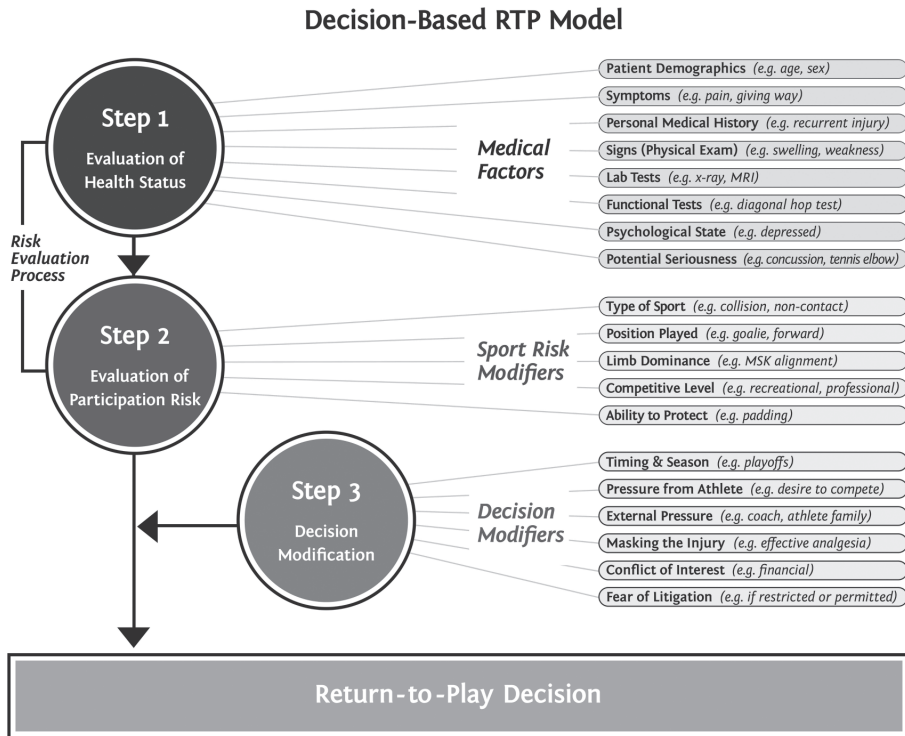 Decision-Based RTP Model
Step 1
Evaluation of
Health Status
Medical
Factors
Patient Demographics (e.g. age, sex)
Symptoms (e.g. pain, giving way)
Personal Medical History (e.g. recurrent injury)
Signs (Physical Exam) (e.g. swelling, weakness)
Lab Tests (e.g. x-ray, MRI)
Functional Tests (e.g. diagonal hop test)
Psychological State (e.g. depressed)
Potential Seriousness (e.g. concussion, tennis elbow)
Risk
Evaluation
Process
Step 2
Evaluation of
Participation Risk
Sport Risk
Modifiers
Type of Sport (e.g. collision, non-contact)
Position Played (e.g. goalie, forward)
Limb Dominance (e.g. MSK alignment)
Competitive Level (e.g. recreational, professional)
Ability to Protect (e.g. padding)
Step 3
Decision
Modification
Decision
Modifiers
Timing & Season (e.g. playoffs)
Pressure from Athlete (e.g. desire to compete)
External Pressure (e.g. coach, athlete family)
Masking the Injury (e.g. effective analgesia)
Conflict of Interest (e.g. financial)
Fear of Litigation (e.g. if restricted or permitted)
Return-to-Play Decision